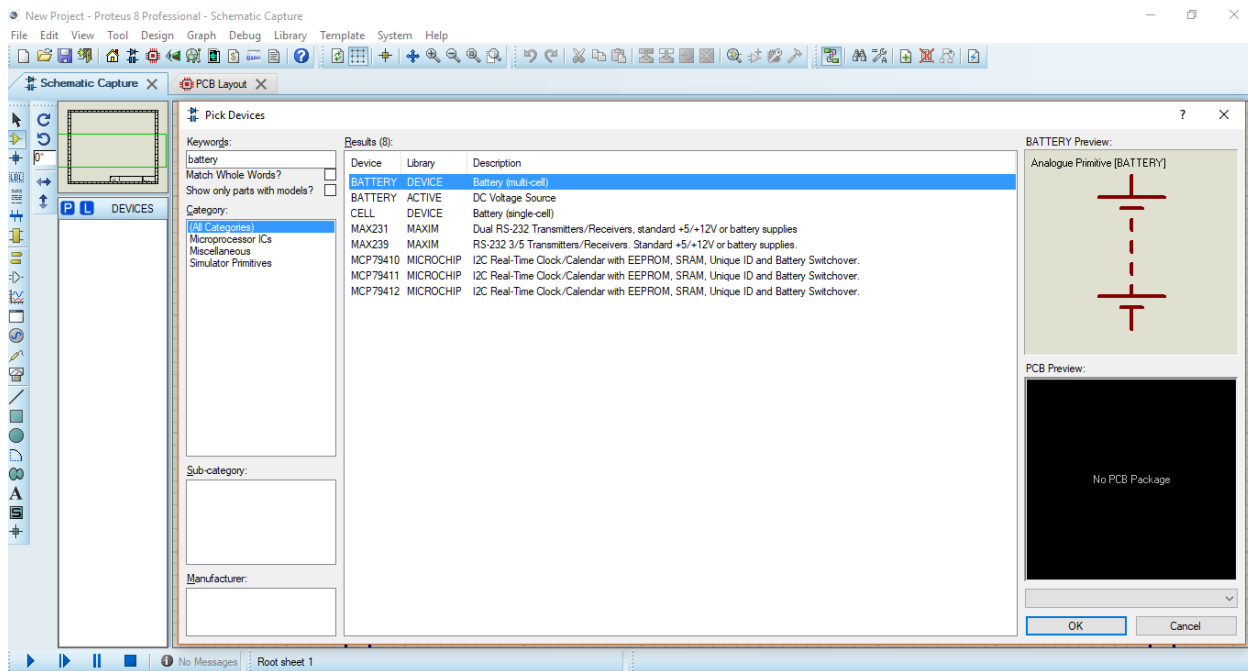 New Project - Proteus 8 Professional - Schematic Capture
File Edit View Tool Design Graph Debug Library Template System Help
Schematic Capture
PCB Layout
Pick Devices
?
Keywords:
battery
Match Whole Words?
Show only parts with models?
Category:
(All Categories)
Microprocessor ICs
Miscellaneous
Simulator Primitives
Sub-category:
Manufacturer:
Results (8):
Device Library Description
BATTERY DEVICE Battery (multi-cell)
BATTERY ACTIVE DC Voltage Source
CELL DEVICE Battery (single-cell)
MAX231 MAXIM Dual RS-232 Transmitters/Receivers, standard +5/+12V or battery supplies
MAX239 MAXIM RS-232 3/5 Transmitters/Receivers. Standard +5/+12V or battery supplies.
MCP79410 MICROCHIP I2C Real-Time Clock/Calendar with EEPROM, SRAM, Unique ID and Battery Switchover.
MCP79411 MICROCHIP I2C Real-Time Clock/Calendar with EEPROM, SRAM, Unique ID and Battery Switchover.
MCP79412 MICROCHIP I2C Real-Time Clock/Calendar with EEPROM, SRAM, Unique ID and Battery Switchover.
BATTERY Preview:
Analogue Primitive [BATTERY]
PCB Preview:
No PCB Package
OK Cancel
0°
P L DEVICES
LBL
A
S
No Messages Root sheet 1